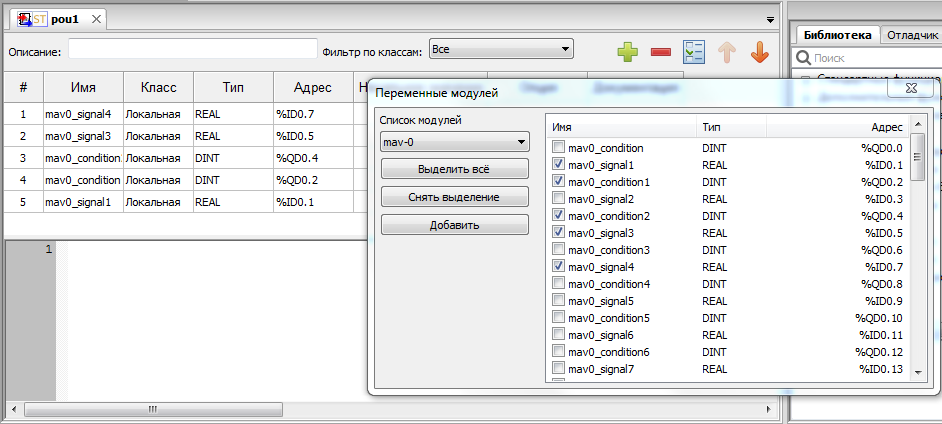 ST pou1
Описание:
Фильтр по классам: Все
Библиотека
Отладчик
Поиск
# Имя Класс Тип Адрес
1 mav0_signal4 Локальная REAL %ID0.7
2 mav0_signal3 Локальная REAL %ID0.5
3 mav0_condition. Локальная DINT %QD0.4
4 mav0_condition Локальная DINT %QD0.2
5 mav0_signal1 Локальная REAL %ID0.1
1
Переменные модулей
Список модулей
mav-0
Выделить всё
Снять выделение
Добавить
Имя Тип Адрес
mav0_condition DINT %QD0.0
mav0_signal1 REAL %ID0.1
mav0_condition1 DINT %QD0.2
mav0_signal2 REAL %ID0.3
mav0_condition2 DINT %QD0.4
mav0_signal3 REAL %ID0.5
mav0_condition3 DINT %QD0.6
mav0_signal4 REAL %ID0.7
mav0_condition4 DINT %QD0.8
mav0_signal5 REAL %ID0.9
mav0_condition5 DINT %QD0.10
mav0_signal6 REAL %ID0.11
mav0_condition6 DINT %QD0.12
mav0_signal7 REAL %ID0.13